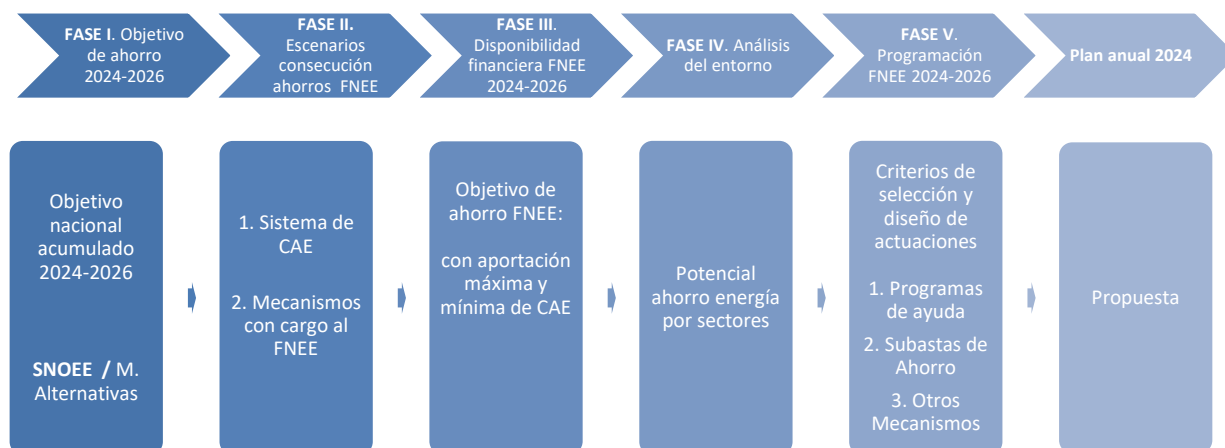 FASE I. Objetivo
de ahorro
2024-2026
FASE II.
Escenarios
consecución
ahorros FNEE
FASE III.
Disponibilidad
financiera FNEE
2024-2026
FASE IV. Análisis
del entorno
FASE V.
Programación
FNEE 2024-2026
Plan anual 2024
Objetivo
nacional
acumulado
2024-2026
SNOEE / M.
Alternativas
1. Sistema de
CAE
2. Mecanismos
con cargo al
FNEE
Objetivo de
ahorro FNEE:
con aportación
máxima y
mínima de CAE
Potencial
ahorro energía
por sectores
Criterios de
selección y
diseño de
actuaciones
1. Programas
de ayuda
2. Subastas de
Ahorro
3. Otros
Mecanismos
Propuesta